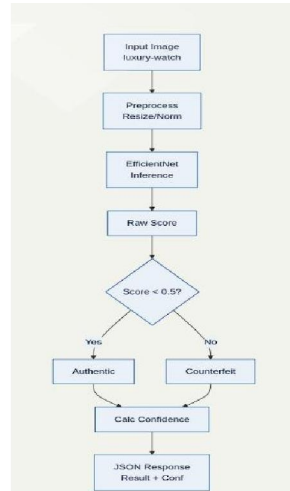 Input Image
luxury-watch
Preprocess
Resize/Norm
EfficientNet
Inference
Raw Score
Score < 0.5?
Yes
No
Authentic
Counterfeit
Calc Confidence
JSON Response
Result + Conf